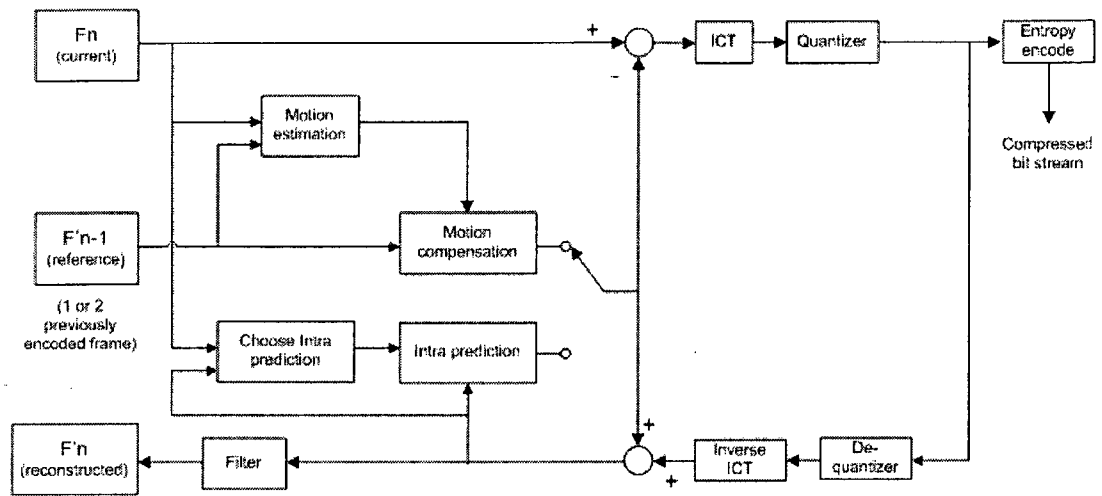 Fn
(current)
+
-
ICT
Quantizer
Entropy
encode
Compressed
bit stream
Motion
estimation
F'n-1
(reference)
(1 or 2
previously
encoded frame)
Motion
compensation
Choose Intra
prediction
Intra prediction
F'n
(reconstructed)
Filter
+
+
Inverse
ICT
De-
quantizer